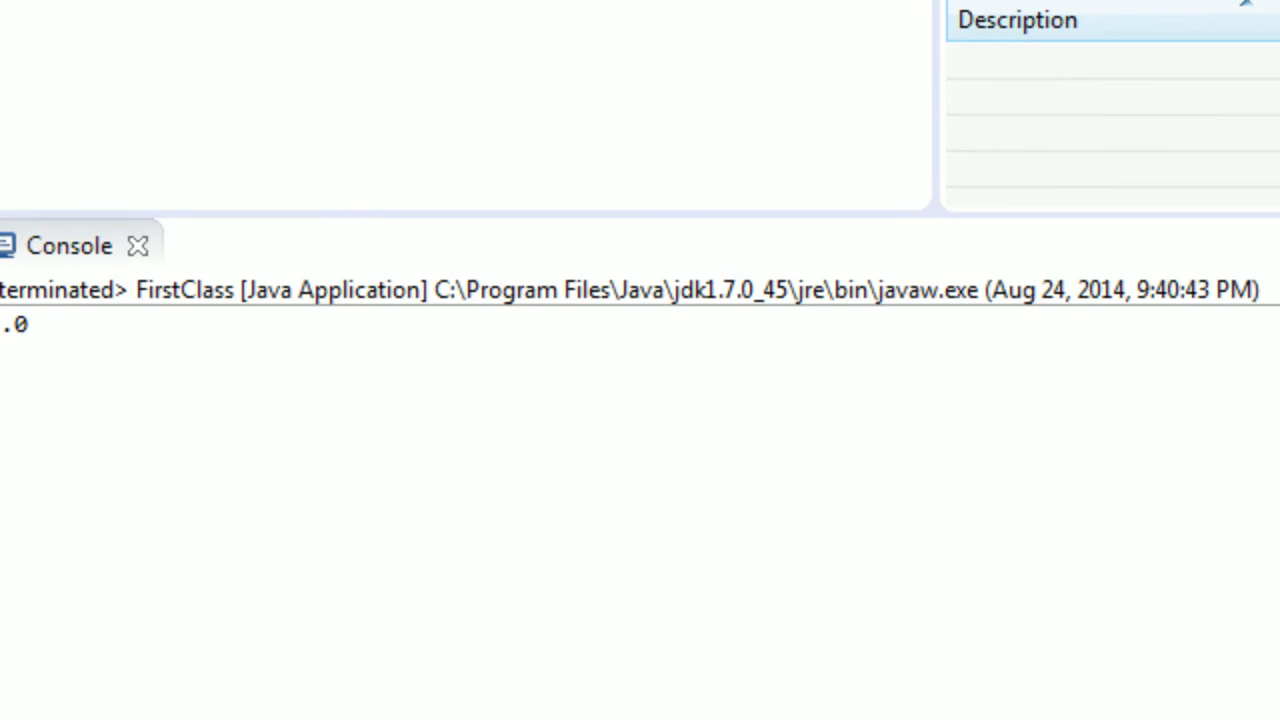 Description
Console
terminated> FirstClass [Java Application] C:\Program Files\Java\jdk1.7.0_45\jre\bin\javaw.exe (Aug 24, 2014, 9:40:43 PM)
.0